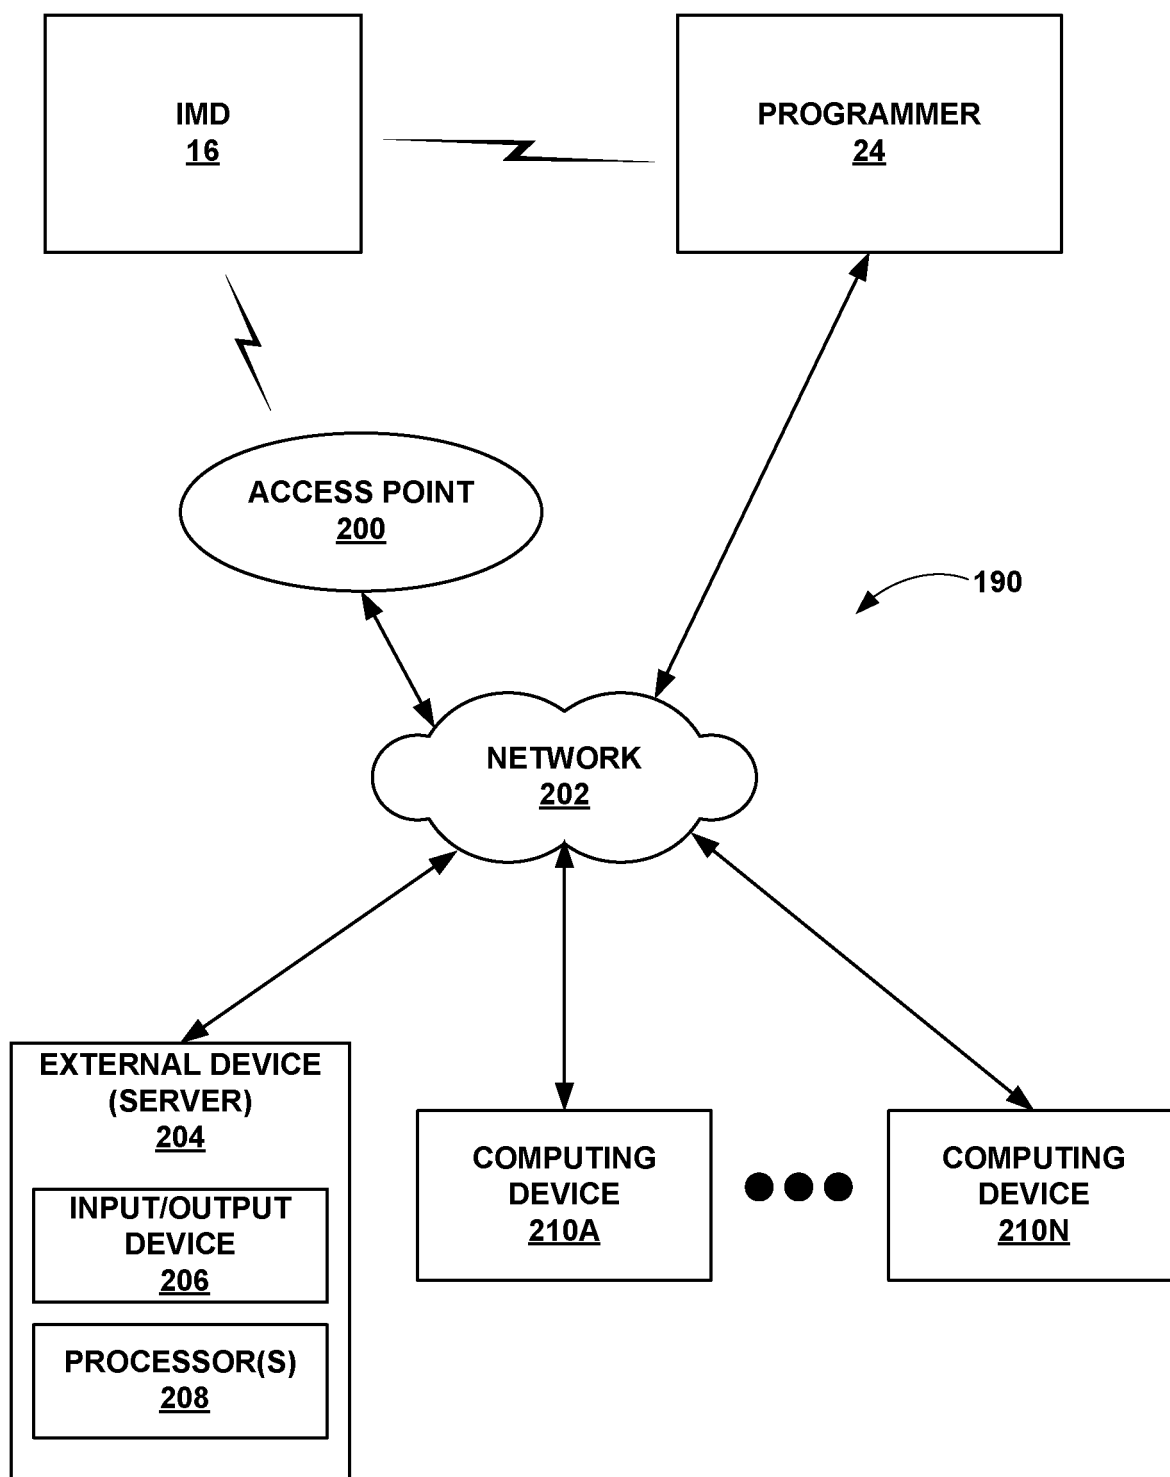 IMD
16
PROGRAMMER
24
ACCESS POINT
200
190
NETWORK
202
EXTERNAL DEVICE
(SERVER)
204
INPUT/OUTPUT
DEVICE
206
PROCESSOR(S)
208
COMPUTING
DEVICE
210A
COMPUTING
DEVICE
210N